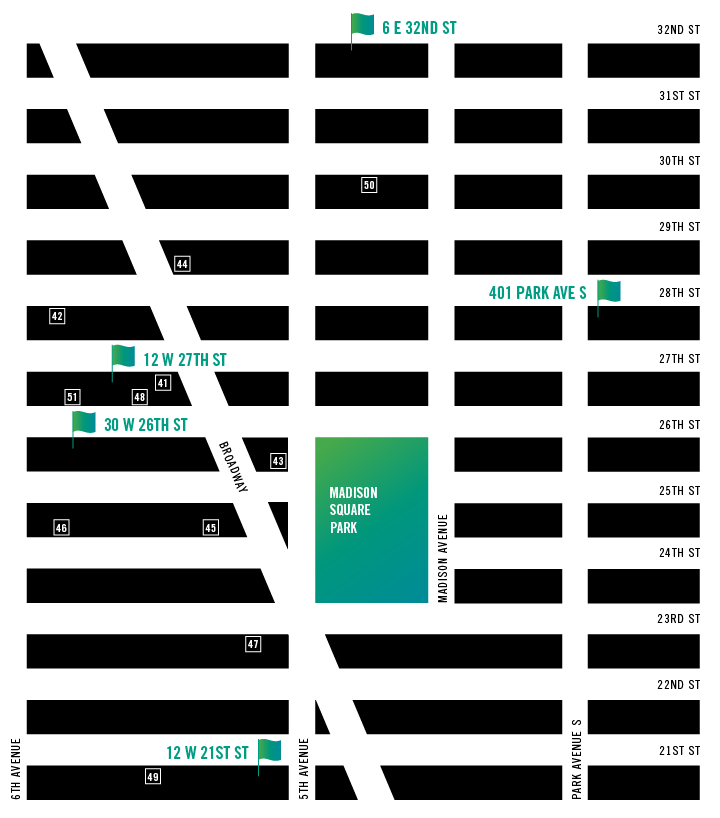 6 E 32ND ST
32ND ST
31ST ST
30TH ST
50
29TH ST
44
401 PARK AVE S
28TH ST
42
12 W 27TH ST
27TH ST
41
51
48
30 W 26TH ST
26TH ST
BROADWAY
43
MADISON
SQUARE
PARK
25TH ST
46
45
MADISON AVENUE
24TH ST
23RD ST
47
22ND ST
6TH AVENUE
12 W 21ST ST
5TH AVENUE
PARK AVENUE S
21ST ST
49